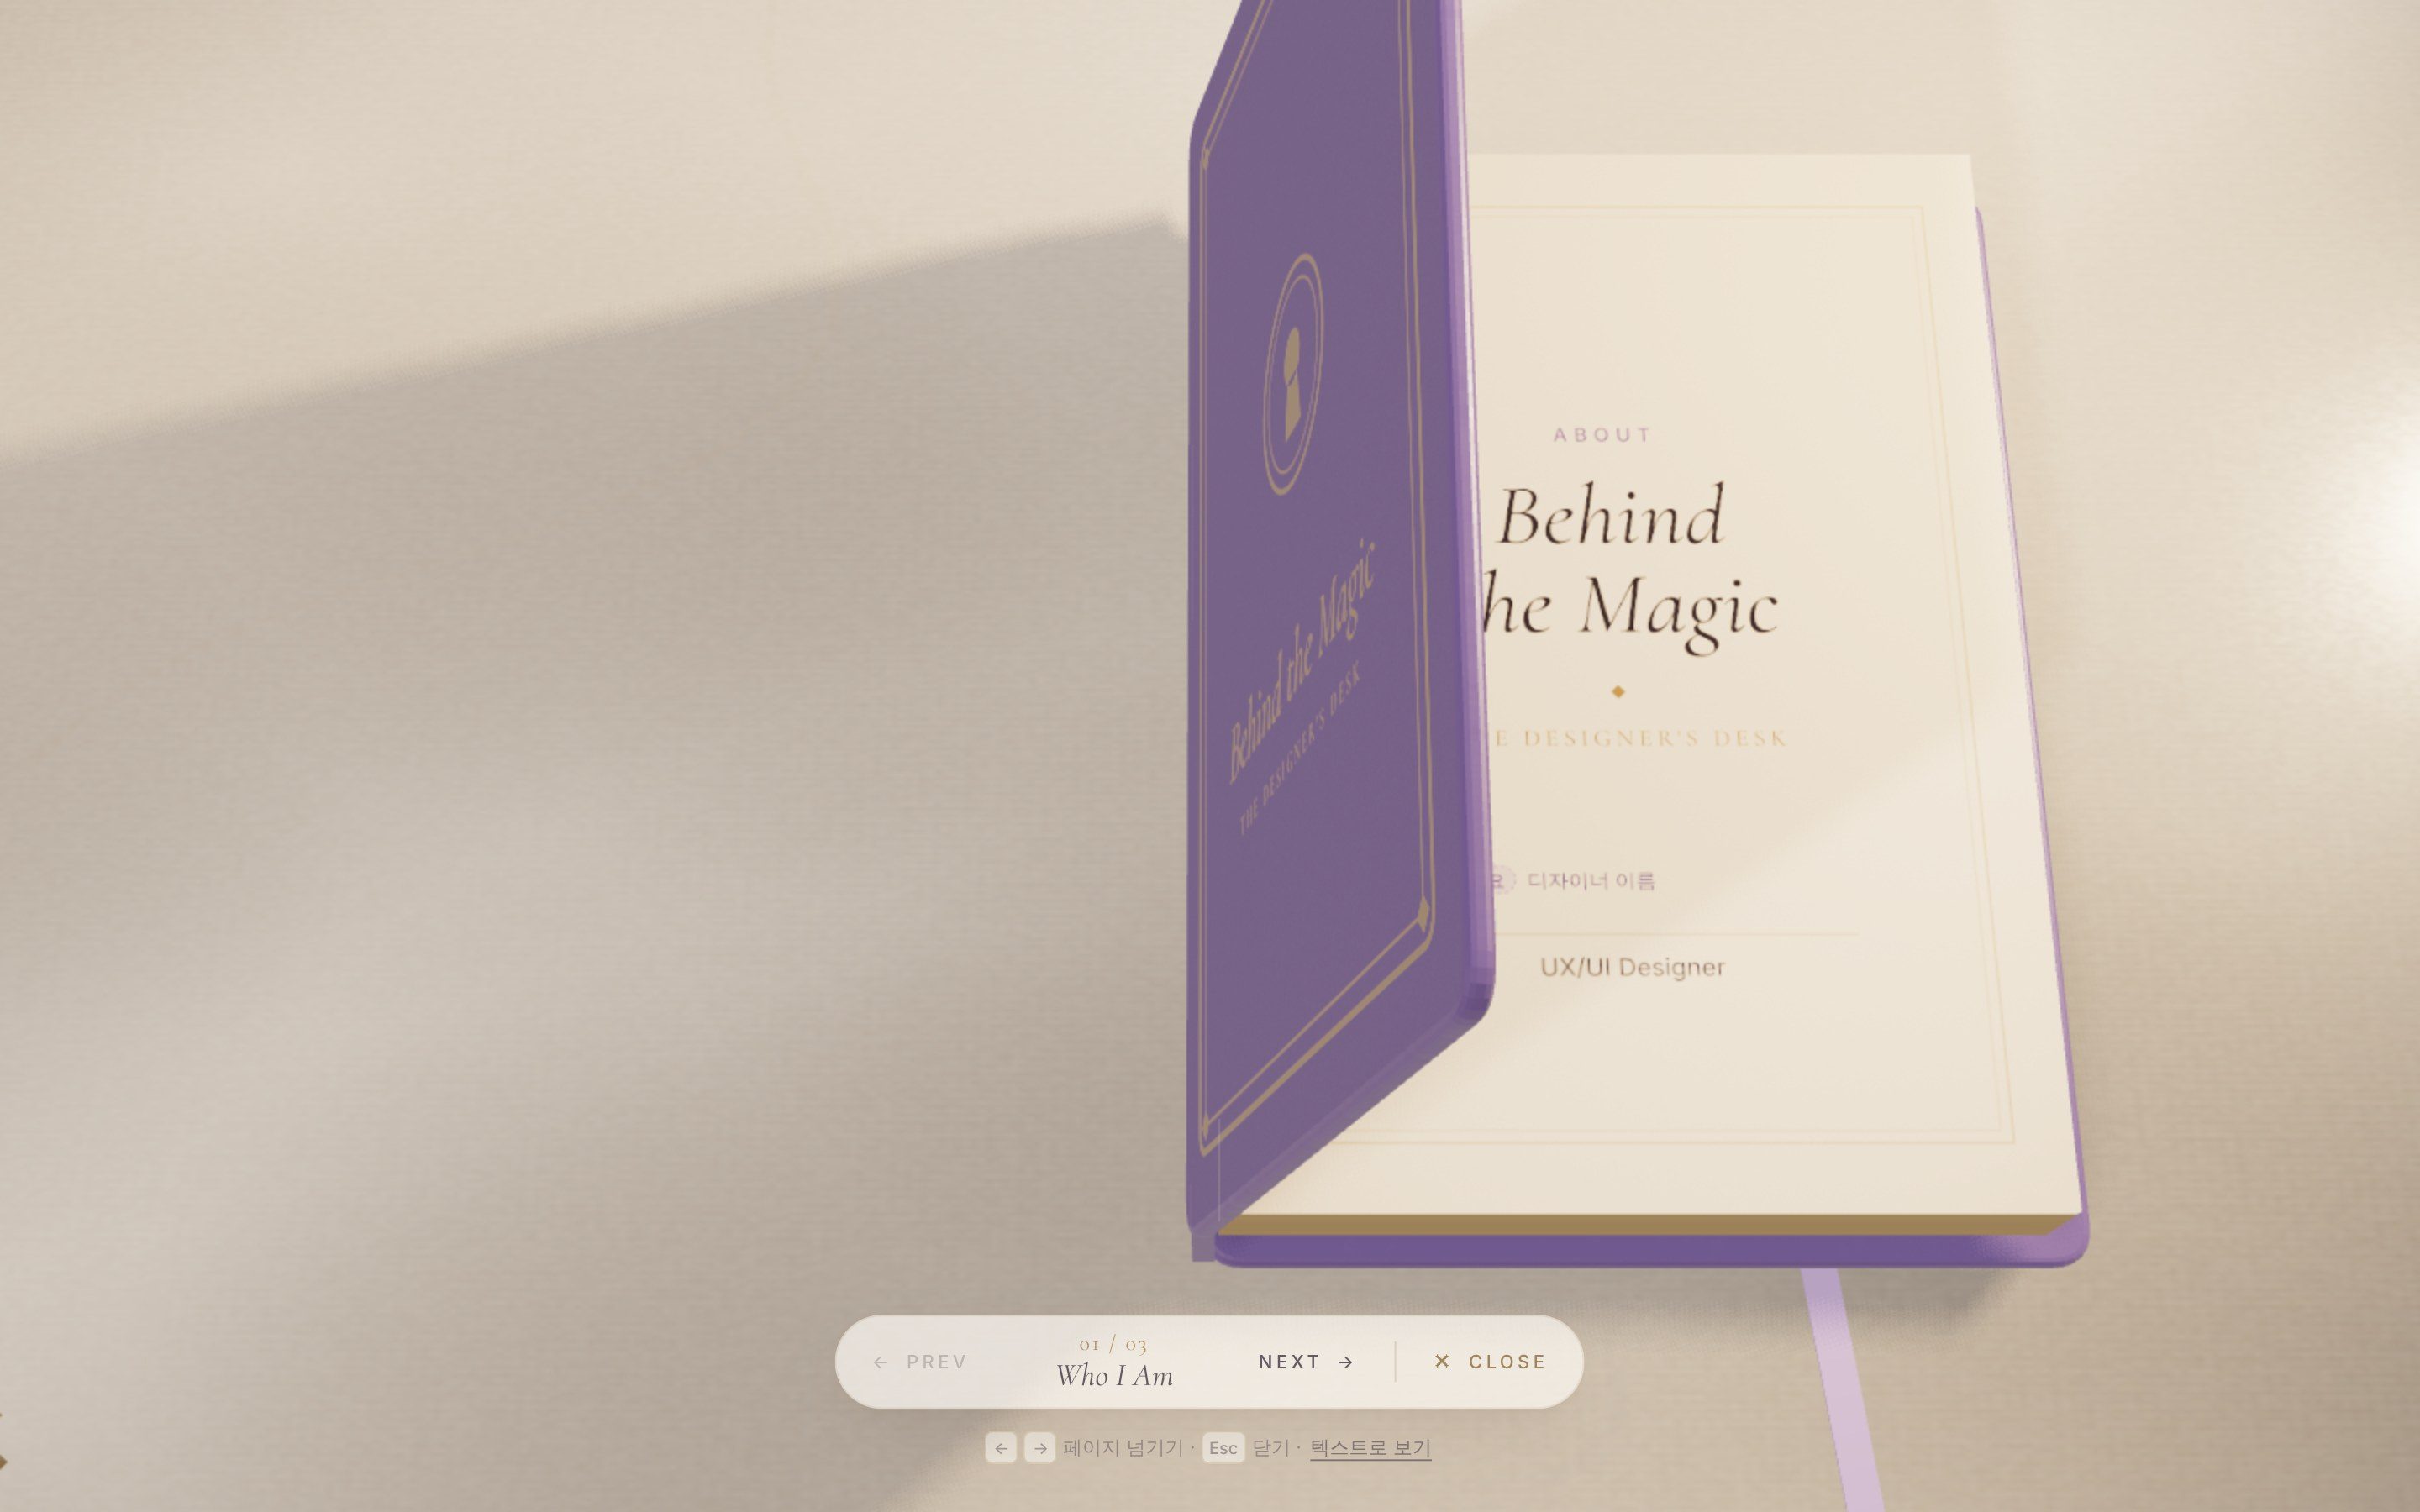 Behind the Magic
THE DESIGNER'S DESK
ABOUT
Behind
he Magic
E DESIGNER'S DESK
요 디자이너 이름
UX/UI Designer
← PREV
01 / 03
Who I Am
NEXT →
× CLOSE
← → 페이지 넘기기 · Esc 닫기 · 텍스트로 보기